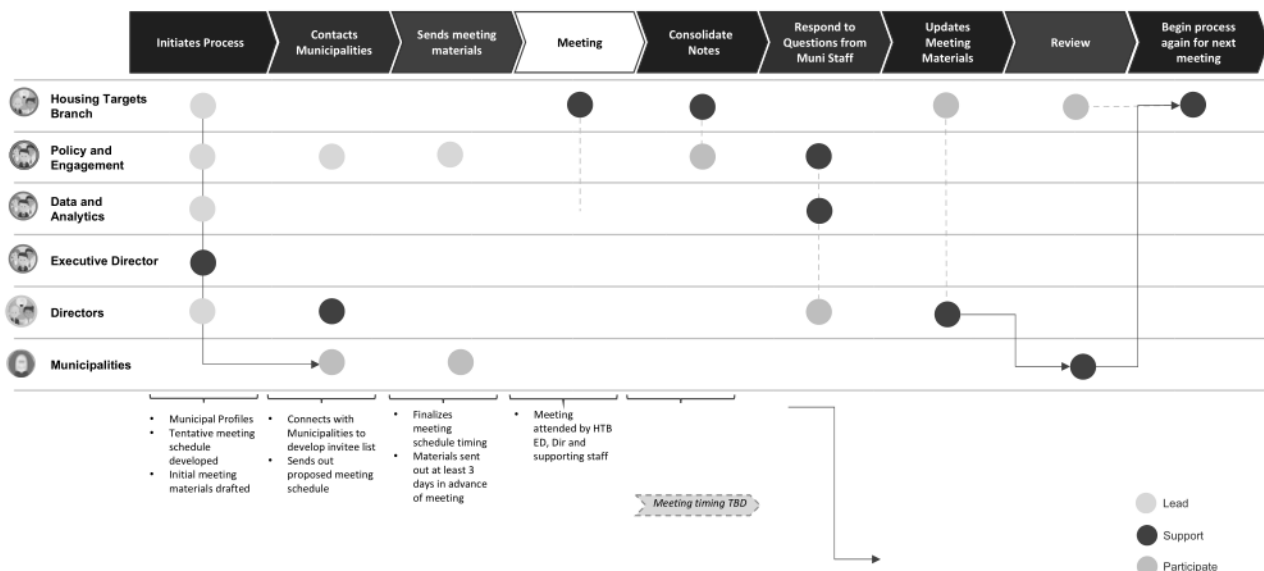 Initiates Process
Contacts
Municipalities
Sends meeting
materials
Meeting
Consolidate
Notes
Respond to
Questions from
Muni Staff
Updates
Meeting
Materials
Review
Begin process
again for next
meeting
Housing Targets
Branch
Policy and
Engagement
Data and
Analytics
Executive Director
Directors
Municipalities
• Municipal Profiles
• Tentative meeting
schedule
developed
• Initial meeting
materials drafted
• Connects with
Municipalities to
develop invitee list
• Sends out
proposed meeting
schedule
• Finalizes
meeting
schedule timing
• Materials sent
out at least 3
days in advance
of meeting
• Meeting
attended by HTB
ED, Dir and
supporting staff
Meeting timing TBD
Lead
Support
Participate